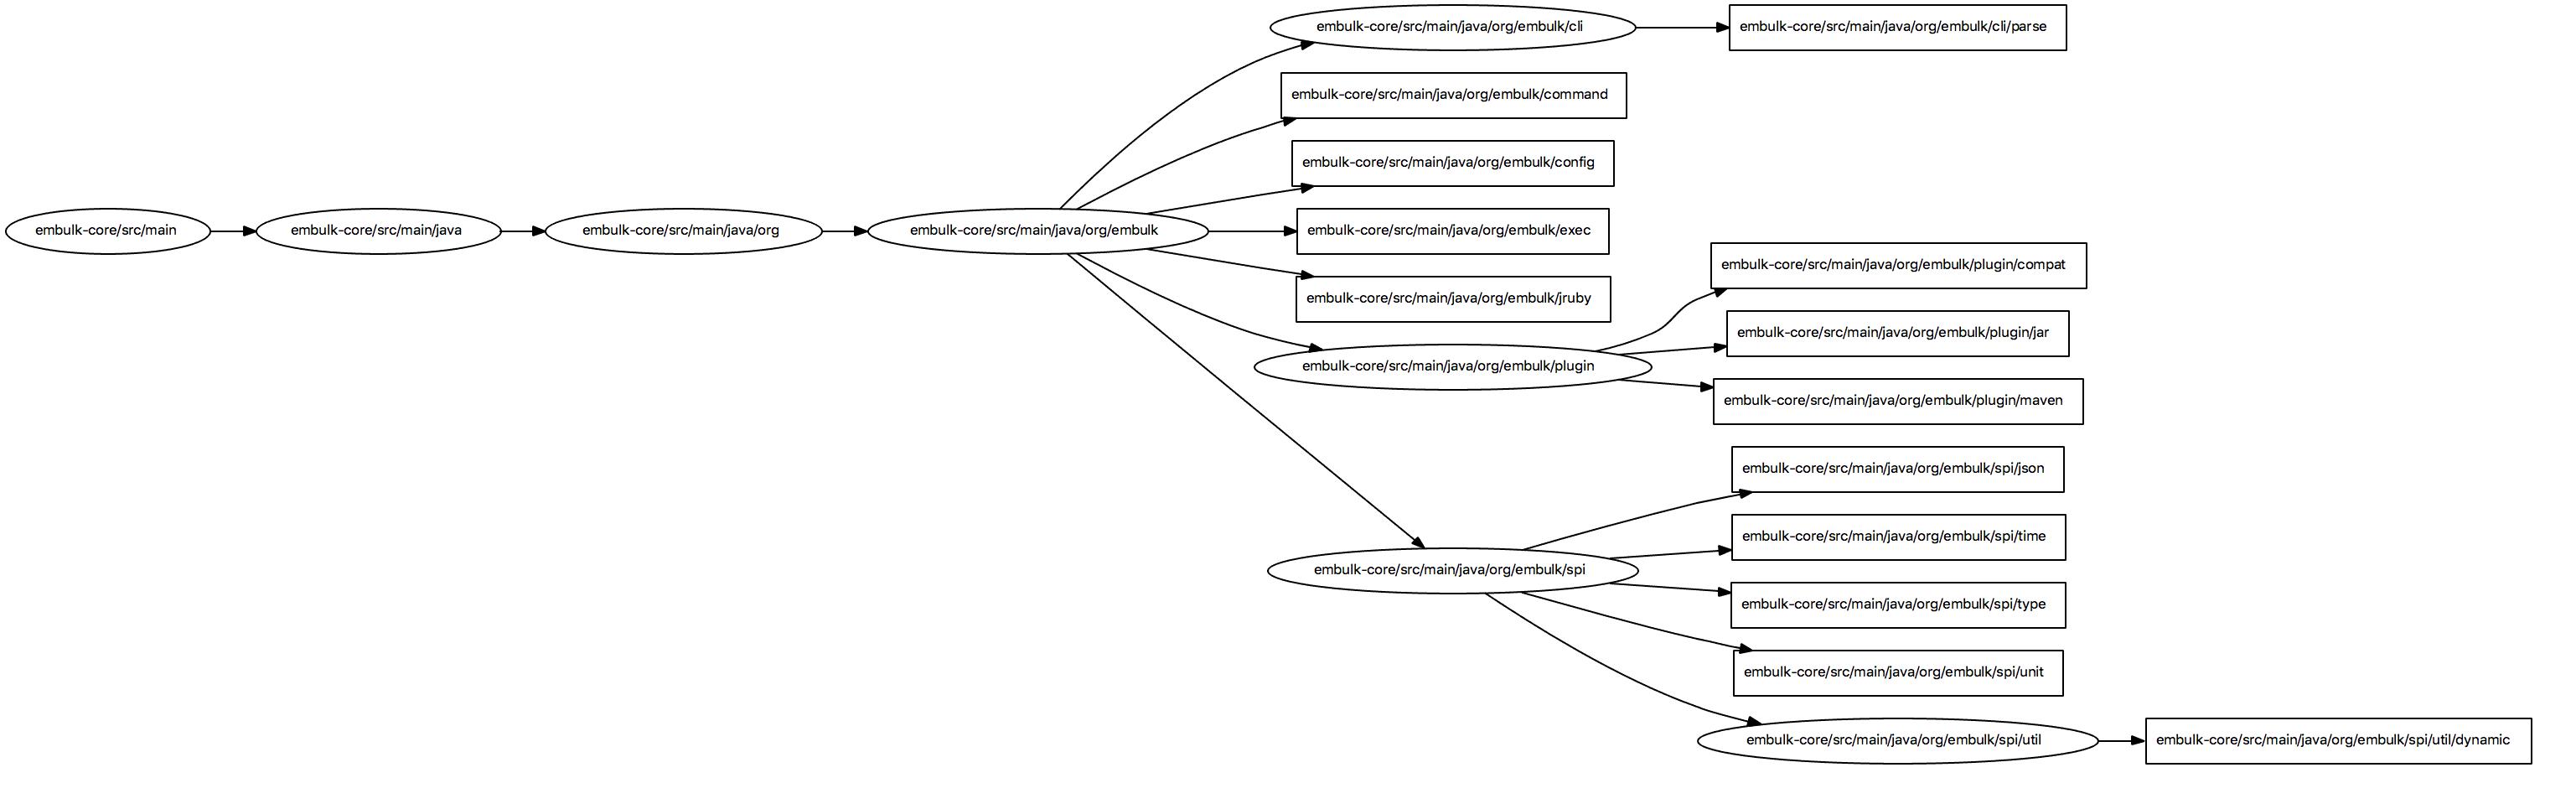 embulk-core/src/main
embulk-core/src/main/java
embulk-core/src/main/java/org
embulk-core/src/main/java/org/embulk
embulk-core/src/main/java/org/embulk/cli
embulk-core/src/main/java/org/embulk/cli/parse
embulk-core/src/main/java/org/embulk/command
embulk-core/src/main/java/org/embulk/config
embulk-core/src/main/java/org/embulk/exec
embulk-core/src/main/java/org/embulk/jruby
embulk-core/src/main/java/org/embulk/plugin
embulk-core/src/main/java/org/embulk/plugin/compat
embulk-core/src/main/java/org/embulk/plugin/jar
embulk-core/src/main/java/org/embulk/plugin/maven
embulk-core/src/main/java/org/embulk/spi
embulk-core/src/main/java/org/embulk/spi/json
embulk-core/src/main/java/org/embulk/spi/time
embulk-core/src/main/java/org/embulk/spi/type
embulk-core/src/main/java/org/embulk/spi/unit
embulk-core/src/main/java/org/embulk/spi/util
embulk-core/src/main/java/org/embulk/spi/util/dynamic